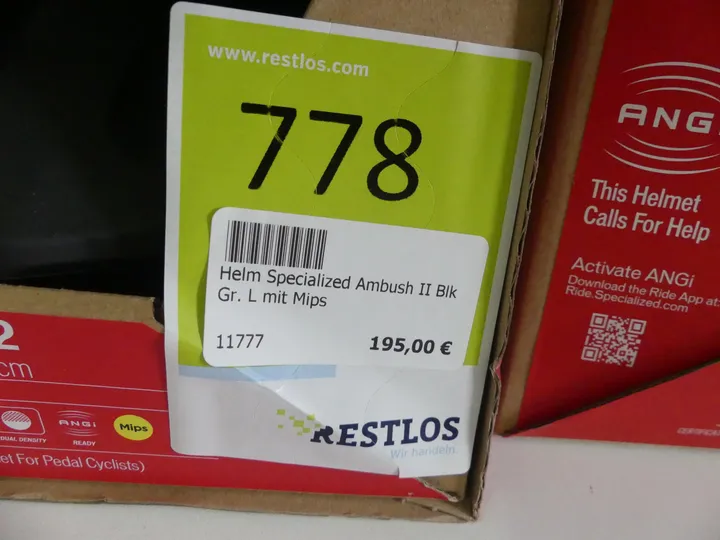 www.restlos.com
778
Helm Specialized Ambush II Blk
Gr. L mit Mips
11777
195,00 €
RESTLOS
Wir handeln.
2
cm
DUAL DENSITY
ANGi
READY
Mips
et For Pedal Cyclists)
ANGi
This Helmet
Calls For Help
Activate ANGi
Download the Ride App at:
Ride.Specialized.com